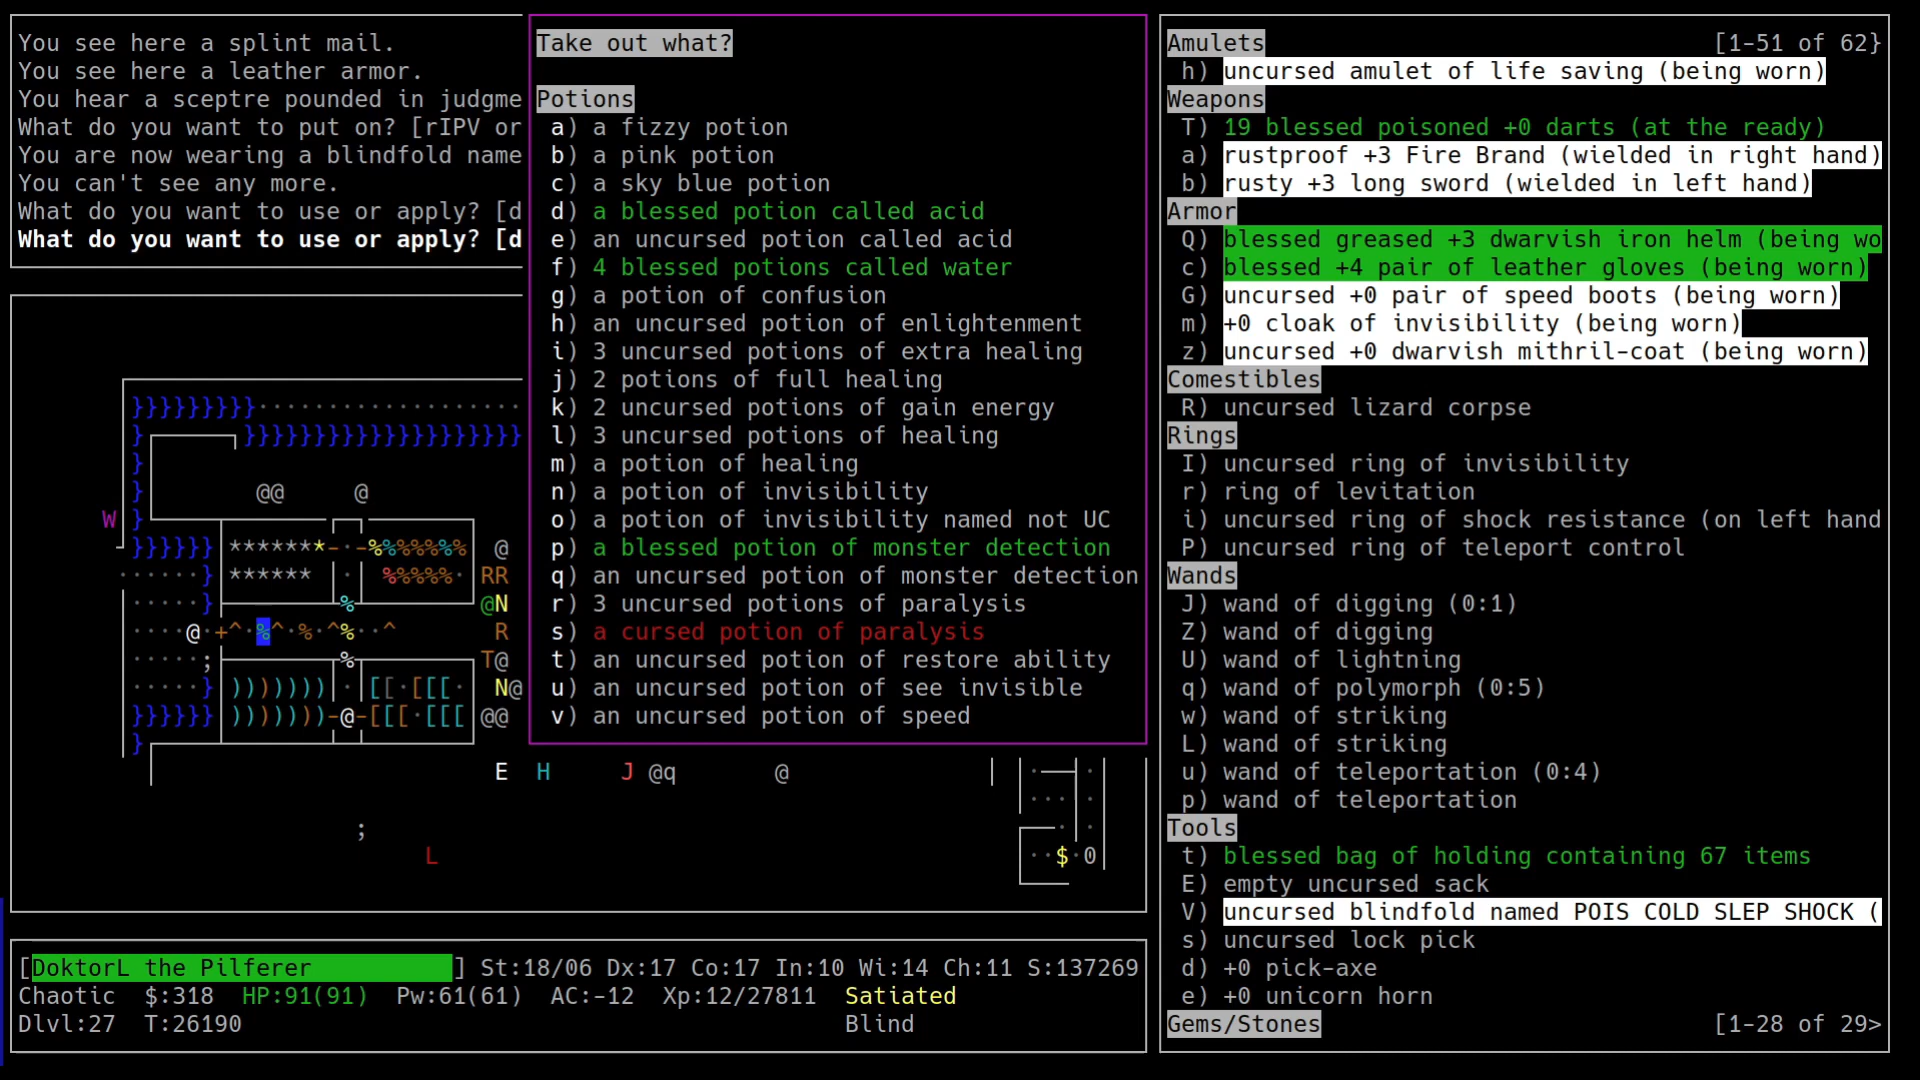 You see here a splint mail.
You see here a leather armor.
You hear a sceptre pounded in judgme
What do you want to put on? [rIPV or
You are now wearing a blindfold name
You can't see any more.
What do you want to use or apply? [d
What do you want to use or apply? [d
Take out what?
Potions
a) a fizzy potion
b) a pink potion
c) a sky blue potion
d) a blessed potion called acid
e) an uncursed potion called acid
f) 4 blessed potions called water
g) a potion of confusion
h) an uncursed potion of enlightenment
i) 3 uncursed potions of extra healing
j) 2 potions of full healing
k) 2 uncursed potions of gain energy
l) 3 uncursed potions of healing
m) a potion of healing
n) a potion of invisibility
o) a potion of invisibility named not UC
p) a blessed potion of monster detection
q) an uncursed potion of monster detection
r) 3 uncursed potions of paralysis
s) a cursed potion of paralysis
t) an uncursed potion of restore ability
u) an uncursed potion of see invisible
v) an uncursed potion of speed
Amulets [1-51 of 62}
h) uncursed amulet of life saving (being worn)
Weapons
T) 19 blessed poisoned +0 darts (at the ready)
a) rustproof +3 Fire Brand (wielded in right hand)
b) rusty +3 long sword (wielded in left hand)
Armor
Q) blessed greased +3 dwarvish iron helm (being wo
c) blessed +4 pair of leather gloves (being worn)
G) uncursed +0 pair of speed boots (being worn)
m) +0 cloak of invisibility (being worn)
z) uncursed +0 dwarvish mithril-coat (being worn)
Comestibles
R) uncursed lizard corpse
Rings
I) uncursed ring of invisibility
r) ring of levitation
i) uncursed ring of shock resistance (on left hand
P) uncursed ring of teleport control
Wands
J) wand of digging (0:1)
Z) wand of digging
U) wand of lightning
q) wand of polymorph (0:5)
w) wand of striking
L) wand of striking
u) wand of teleportation (0:4)
p) wand of teleportation
Tools
t) blessed bag of holding containing 67 items
E) empty uncursed sack
V) uncursed blindfold named POIS COLD SLEP SHOCK (
s) uncursed lock pick
d) +0 pick-axe
e) +0 unicorn horn
Gems/Stones [1-28 of 29>
}}}}}}}}}··················
} }}}}}}}}}}}}}}}}}}}}
}
} @@ @
W }
}}}}}} *******-·-%%%%%%% @
······} ****** · %%%%%· RR
·····} % @N
····@·+^·%^·%·^%··^ R
·····; % T@
·····} ))))))) · [[·[[[· N@
}}}}}} )))))))-@-[[[·[[[ @@
}
E H J @q @
;
L
··$·0
[DoktorL the Pilferer ] St:18/06 Dx:17 Co:17 In:10 Wi:14 Ch:11 S:137269
Chaotic $:318 HP:91(91) Pw:61(61) AC:-12 Xp:12/27811 Satiated
Dlvl:27 T:26190 Blind